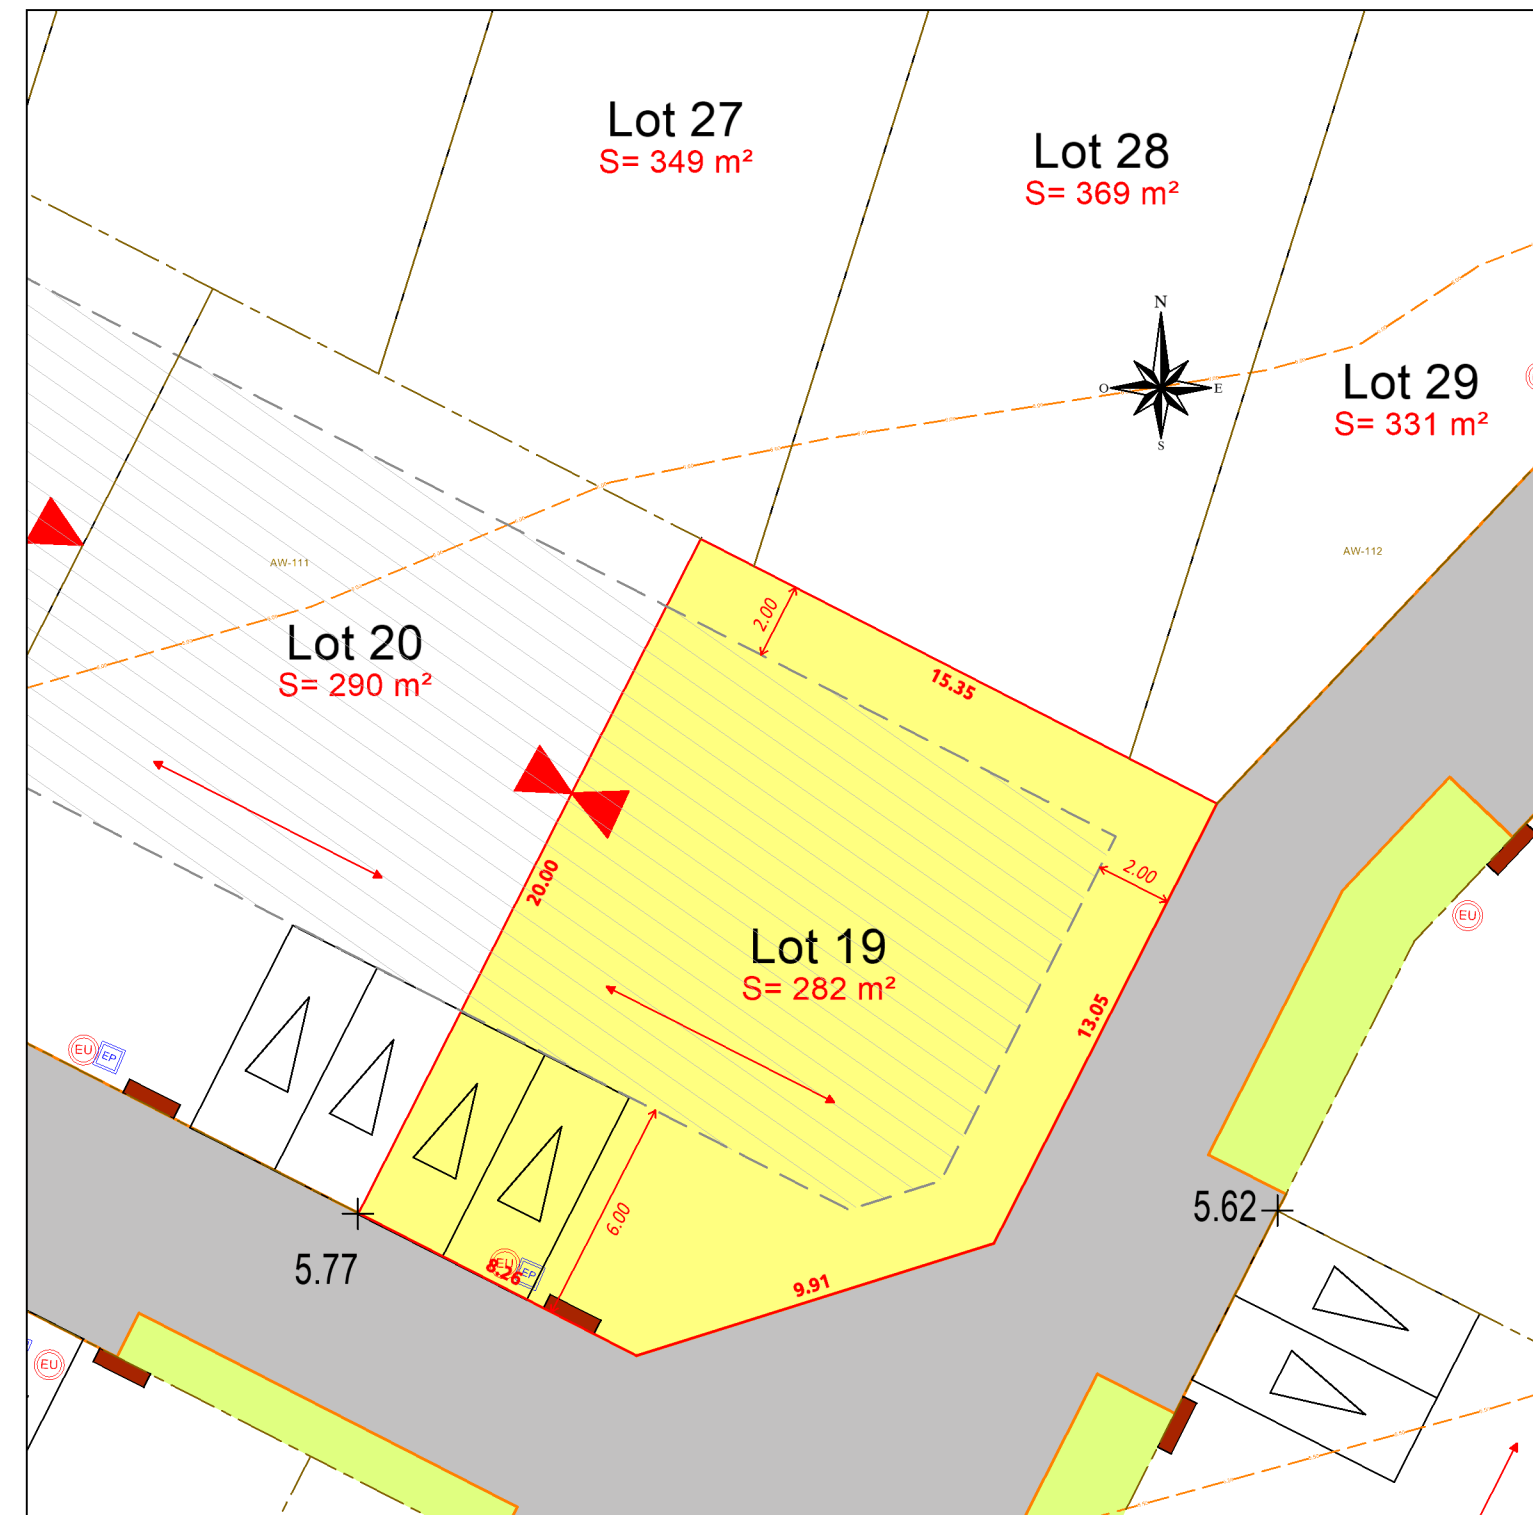 Lot 27
S= 349 m²
Lot 28
S= 369 m²
N
O
E
S
Lot 29
S= 331 m²
AW-111
AW-112
Lot 20
S= 290 m²
2.00
15.35
20.00
2.00
Lot 19
S= 282 m²
13.05
EU
EU
EP
6.00
5.62
5.77
EU
EP
8.26
9.91
EU